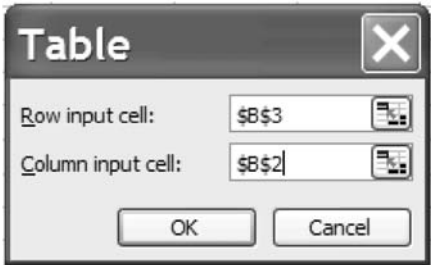 Table
Row input cell: $B$3
Column input cell: $B$2
OK Cancel